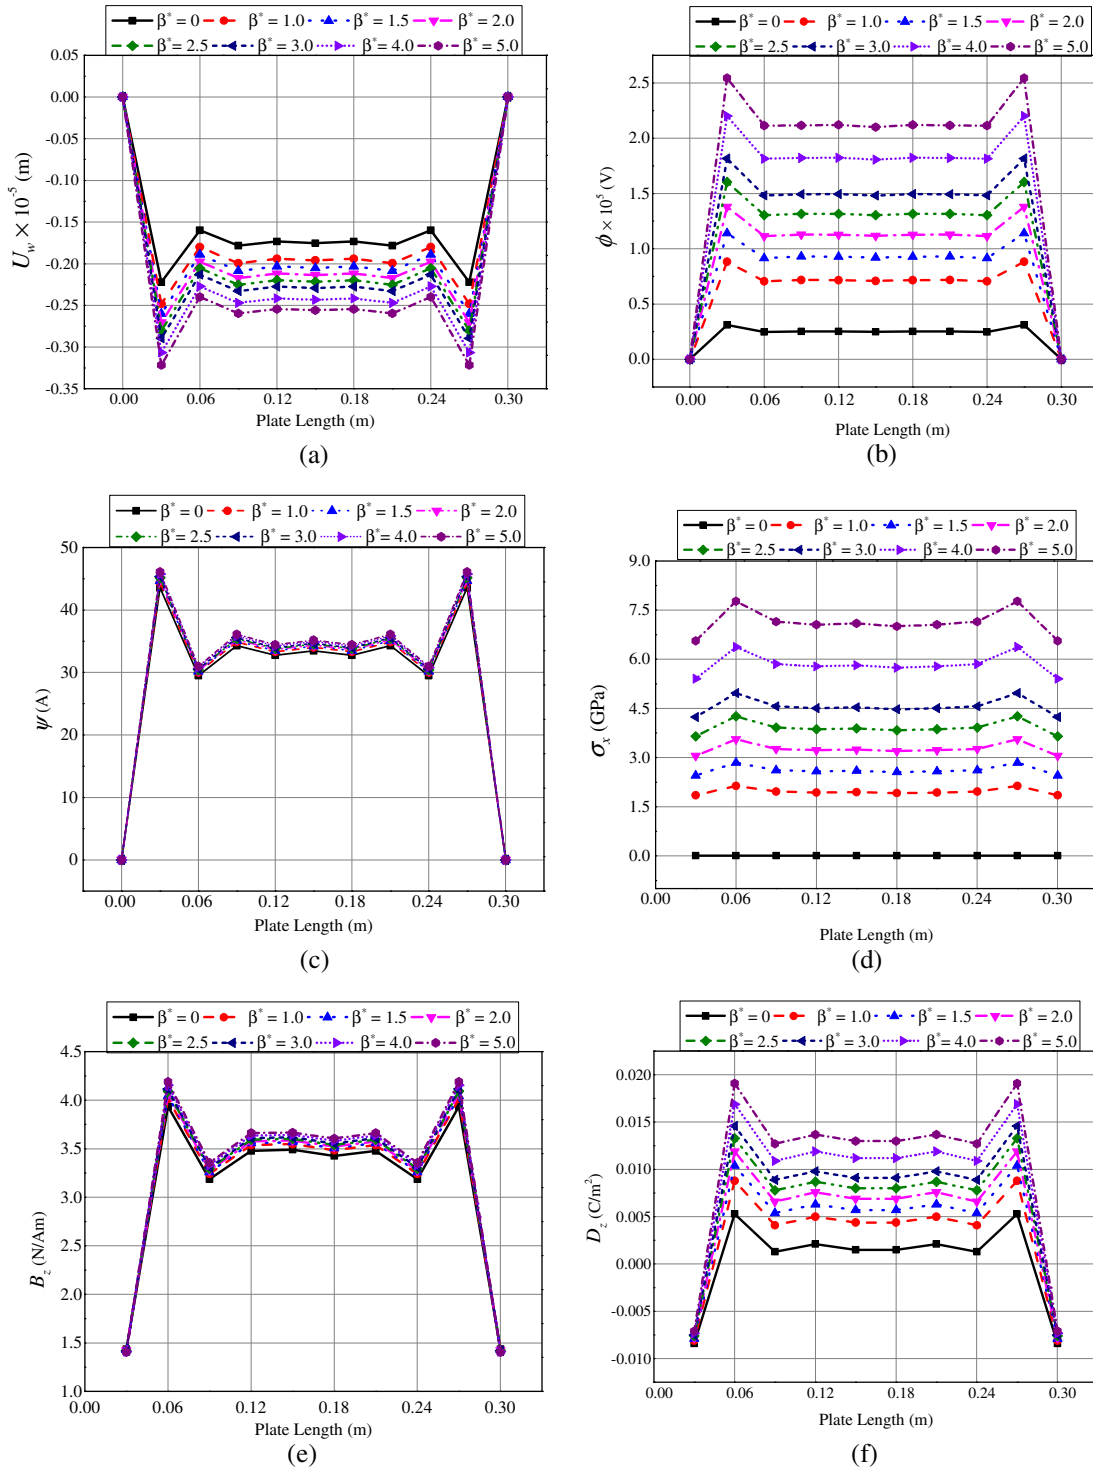 β* = 0 β* = 1.0 β* = 1.5 β* = 2.0
β* = 2.5 β* = 3.0 β* = 4.0 β* = 5.0
0.05
0.00
-0.05
-0.10
-0.15
-0.20
-0.25
-0.30
-0.35
U_w × 10^-5 (m)
0.00 0.06 0.12 0.18 0.24 0.30
Plate Length (m)
(a)
β* = 0 β* = 1.0 β* = 1.5 β* = 2.0
β* = 2.5 β* = 3.0 β* = 4.0 β* = 5.0
2.5
2.0
1.5
1.0
0.5
0.0
ϕ × 10^5 (V)
0.00 0.06 0.12 0.18 0.24 0.30
Plate Length (m)
(b)
β* = 0 β* = 1.0 β* = 1.5 β* = 2.0
β* = 2.5 β* = 3.0 β* = 4.0 β* = 5.0
50
40
30
20
10
0
ψ (A)
0.00 0.06 0.12 0.18 0.24 0.30
Plate Length (m)
(c)
β* = 0 β* = 1.0 β* = 1.5 β* = 2.0
β* = 2.5 β* = 3.0 β* = 4.0 β* = 5.0
9.0
7.5
6.0
4.5
3.0
1.5
0.0
σ_x (GPa)
0.00 0.06 0.12 0.18 0.24 0.30
Plate Length (m)
(d)
β* = 0 β* = 1.0 β* = 1.5 β* = 2.0
β* = 2.5 β* = 3.0 β* = 4.0 β* = 5.0
4.5
4.0
3.5
3.0
2.5
2.0
1.5
1.0
B_z (N/Am)
0.00 0.06 0.12 0.18 0.24 0.30
Plate Length (m)
(e)
β* = 0 β* = 1.0 β* = 1.5 β* = 2.0
β* = 2.5 β* = 3.0 β* = 4.0 β* = 5.0
0.020
0.015
0.010
0.005
0.000
-0.005
-0.010
D_z (C/m²)
0.00 0.06 0.12 0.18 0.24 0.30
Plate Length (m)
(f)